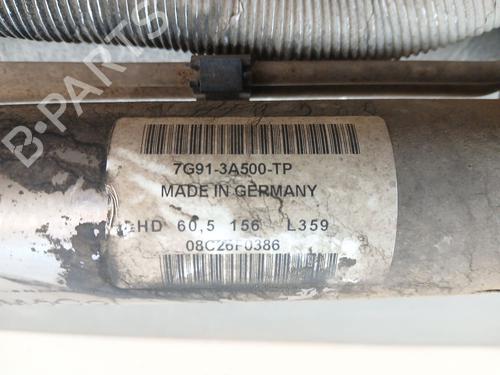 B-PARTS
7G91-3A500-TP
MADE IN GERMANY
HD 60,5 156 L359
08C26F0386